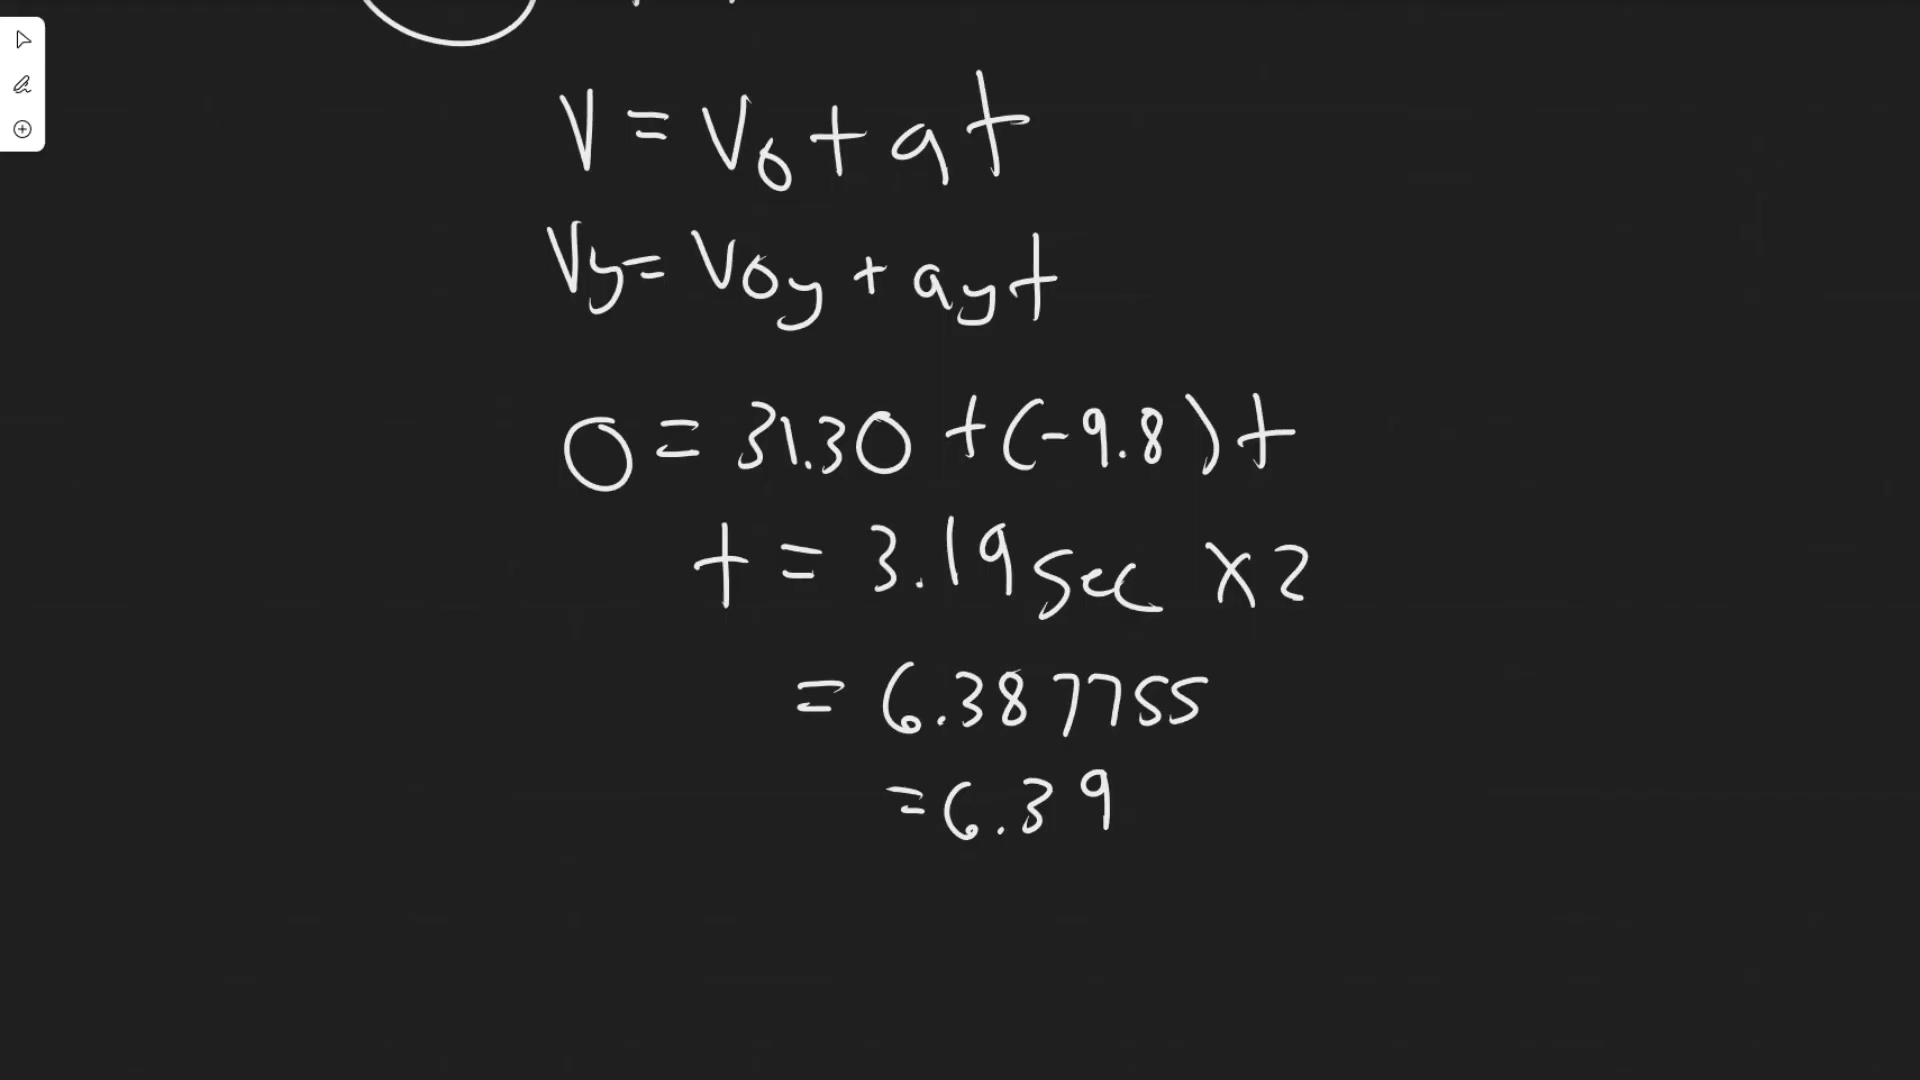 V = V₀ + at
Vy = V₀y + ayt
0 = 31.30 + (-9.8)t
t = 3.19 sec x2
= 6.387755
= 6.39